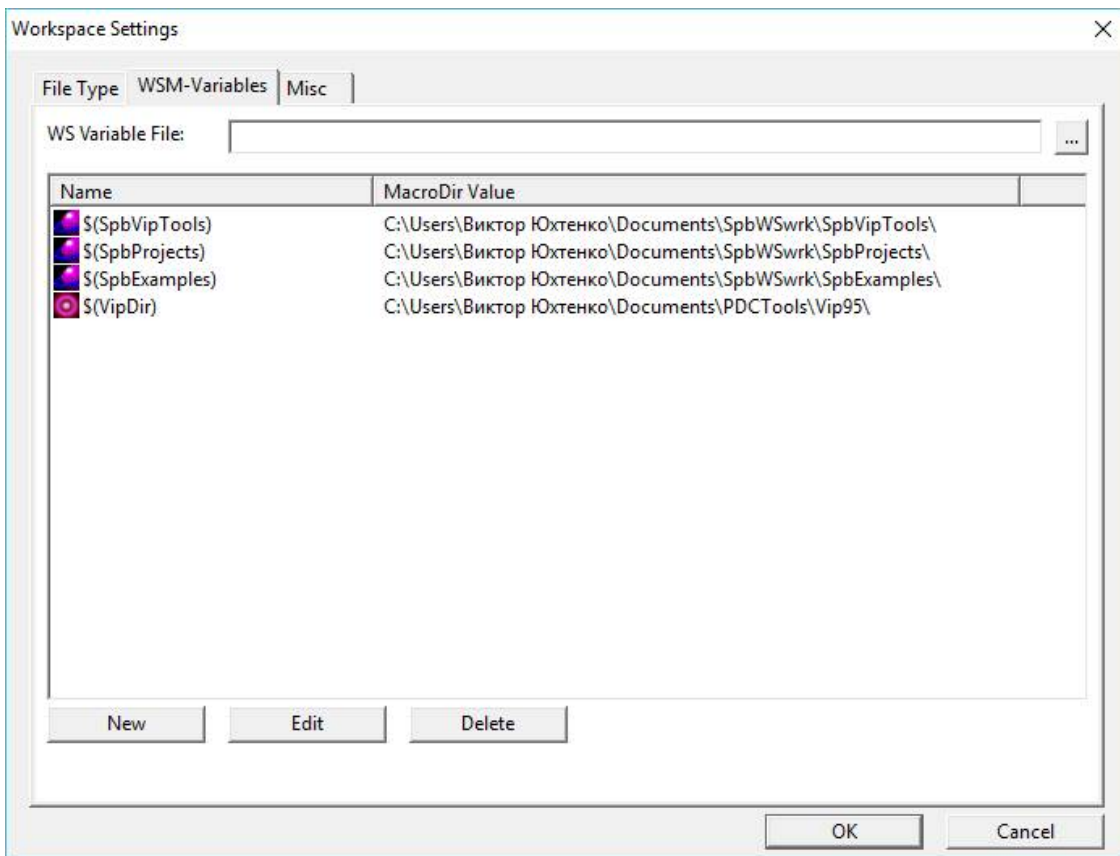 Workspace Settings
File Type WSM-Variables Misc
WS Variable File: ...
Name MacroDir Value
$(SpbVipTools) C:\Users\Виктор Юхтенко\Documents\SpbWSwrk\SpbVipTools\
$(SpbProjects) C:\Users\Виктор Юхтенко\Documents\SpbWSwrk\SpbProjects\
$(SpbExamples) C:\Users\Виктор Юхтенко\Documents\SpbWSwrk\SpbExamples\
$(VipDir) C:\Users\Виктор Юхтенко\Documents\PDCTools\Vip95\
New Edit Delete
OK Cancel